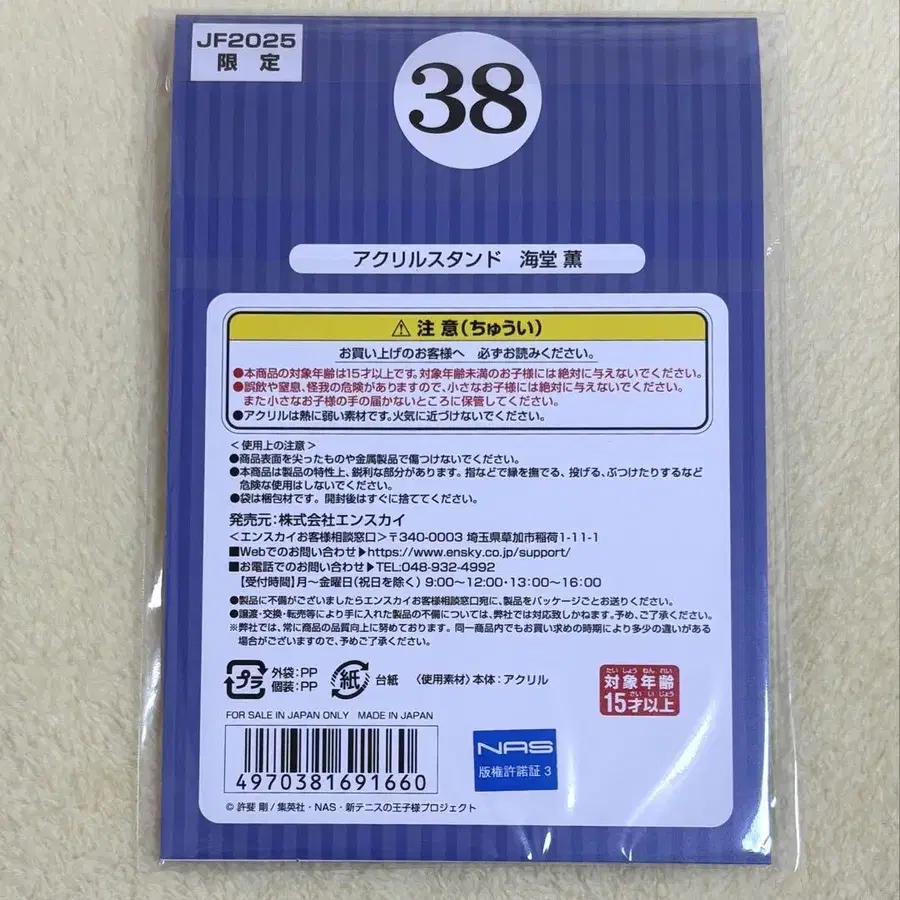 JF2025
限 定
38
アクリルスタンド 海堂 薫
⚠ 注 意(ちゅうい)
お買い上げのお客様へ 必ずお読みください。
●本商品の対象年齢は15才以上です。対象年齢未満のお子様には絶対に与えないでください。
●誤飲や窒息、怪我の危険がありますので、小さなお子様には絶対に与えないでください。
また小さなお子様の手の届かないところに保管してください。
●アクリルは熱に弱い素材です。火気に近づけないでください。
<使用上の注意>
●商品表面を尖ったものや金属製品で傷つけないでください。
●本商品は製品の特性上、鋭利な部分があります。指などで縁を撫でる、投げる、ぶつけたりするなど
危険な使用はしないでください。
●袋は梱包材です。開封後はすぐに捨ててください。
発売元:株式会社エンスカイ
<エンスカイお客様相談窓口>〒340-0003 埼玉県草加市稲荷1-11-1
■Webでのお問い合わせ▶https://www.ensky.co.jp/support/
■お電話でのお問い合わせ▶TEL:048-932-4992
【受付時間】月〜金曜日(祝日を除く) 9:00〜12:00・13:00〜16:00
●製品に不備がございましたらエンスカイお客様相談窓口宛に、製品をパッケージごとお送りください。
●譲渡・交換・転売等により手に入れた製品の不備については、弊社では対応致しかねます。予め、ご了承ください。
※弊社では、常に商品の品質向上に努めております。同一商品内でもお買い求めの時期により多少の違いがある
場合がございますので、予めご了承ください。
プラ 外袋:PP
個装:PP
紙 台紙 〈使用素材〉本体:アクリル
たい しょう ねん れい
対象年齢
さい い じょう
15才以上
FOR SALE IN JAPAN ONLY MADE IN JAPAN
4970381691660
NAS
版権許諾証 3
© 許斐 剛/集英社・NAS・新テニスの王子様プロジェクト